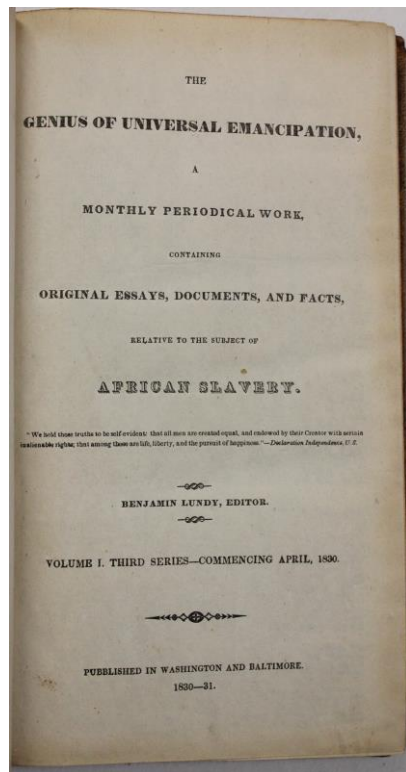 THE
GENIUS OF UNIVERSAL EMANCIPATION,
A
MONTHLY PERIODICAL WORK,
CONTAINING
ORIGINAL ESSAYS, DOCUMENTS, AND FACTS,
RELATIVE TO THE SUBJECT OF
AFRICAN SLAVERY.
"We hold these truths to be self-evident: that all men are created equal, and endowed by their Creator with certain
inalienable rights; that among these are life, liberty, and the pursuit of happiness."—Declaration Independence, U. S.
BENJAMIN LUNDY, EDITOR.
VOLUME I. THIRD SERIES—COMMENCING APRIL, 1830.
PUBBLISHED IN WASHINGTON AND BALTIMORE.
1830—31.